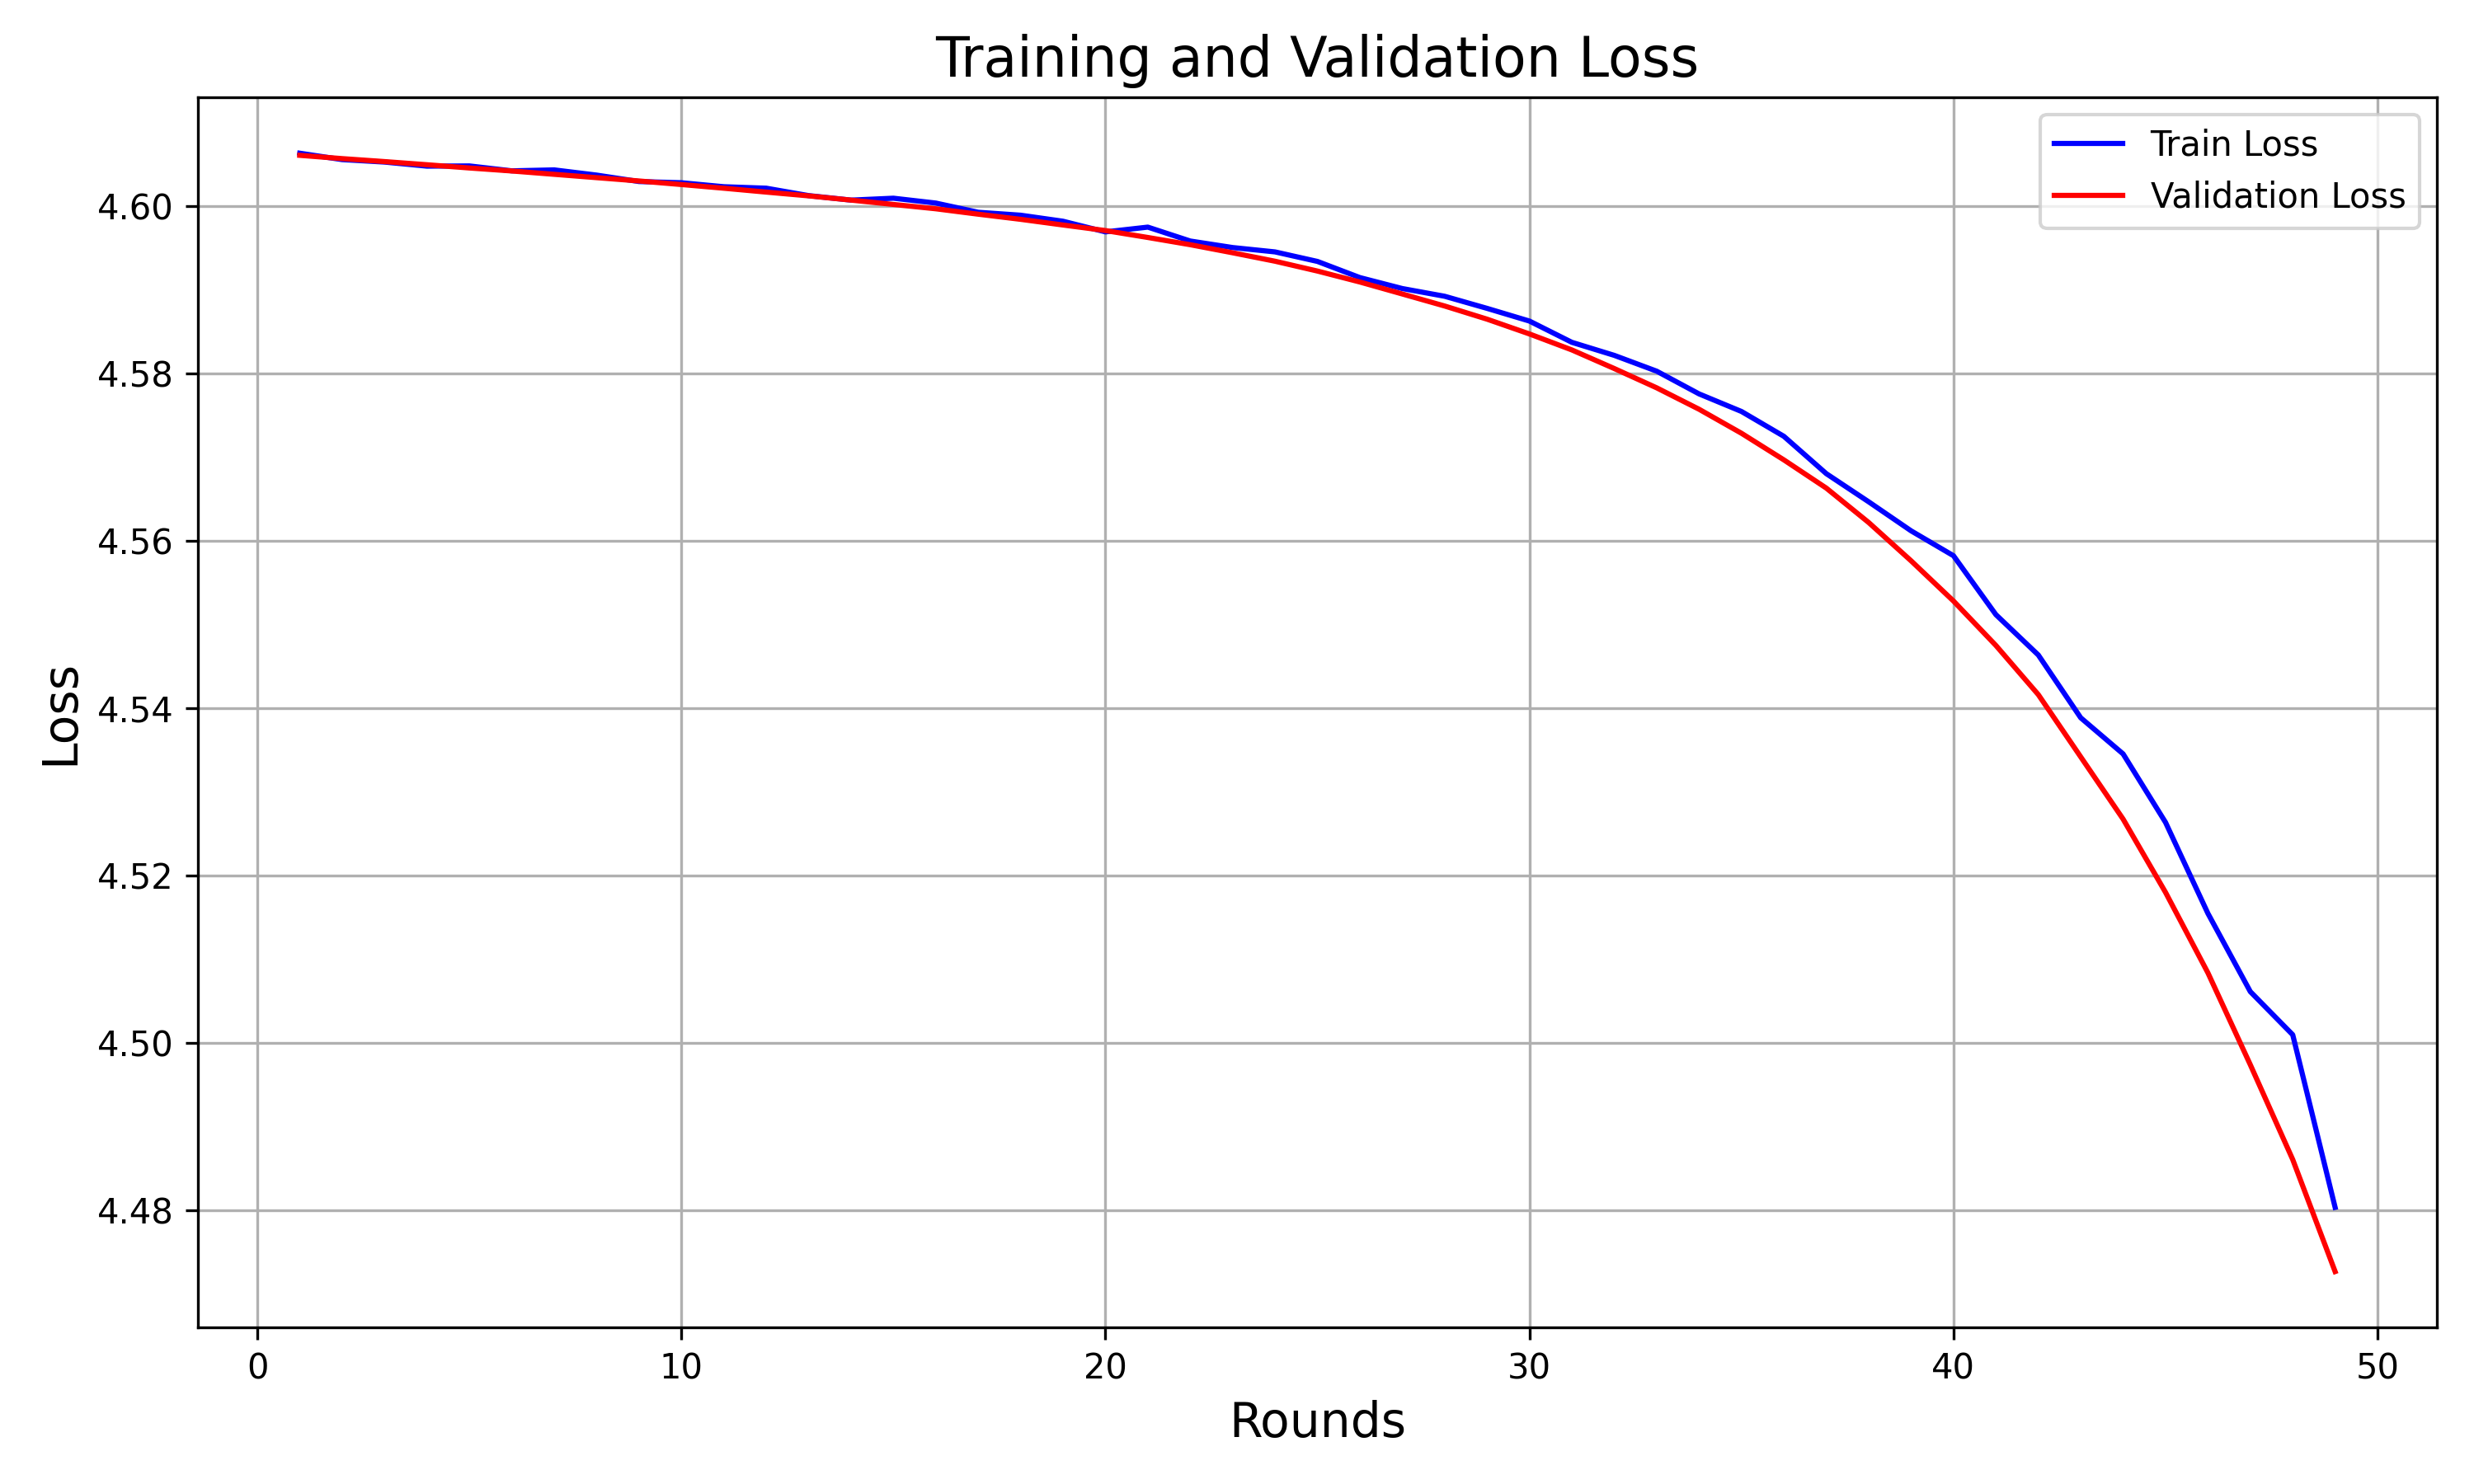 Training and Validation Loss
Train Loss
Validation Loss
4.60
4.58
4.56
4.54
4.52
4.50
4.48
Loss
0 10 20 30 40 50
Rounds